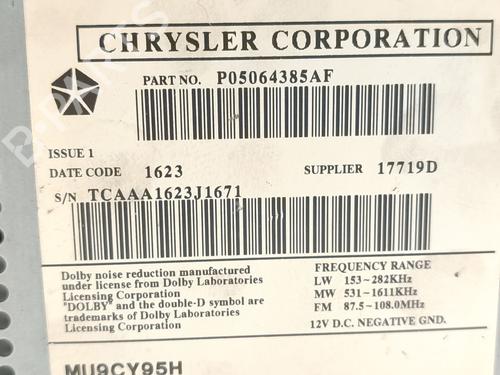 CHRYSLER CORPORATION
PART NO. P05064385AF
ISSUE 1
DATE CODE 1623 SUPPLIER 17719D
S/N TCAAA1623J1671
Dolby noise reduction manufactured
under license from Dolby Laboratories
Licensing Corporation
"DOLBY" and the double-D symbol are
trademarks of Dolby Laboratories
Licensing Corporation
FREQUENCY RANGE
LW 153~282KHz
MW 531~1611KHz
FM 87.5~108.0MHz
12V D.C. NEGATIVE GND.
MU9CY95H